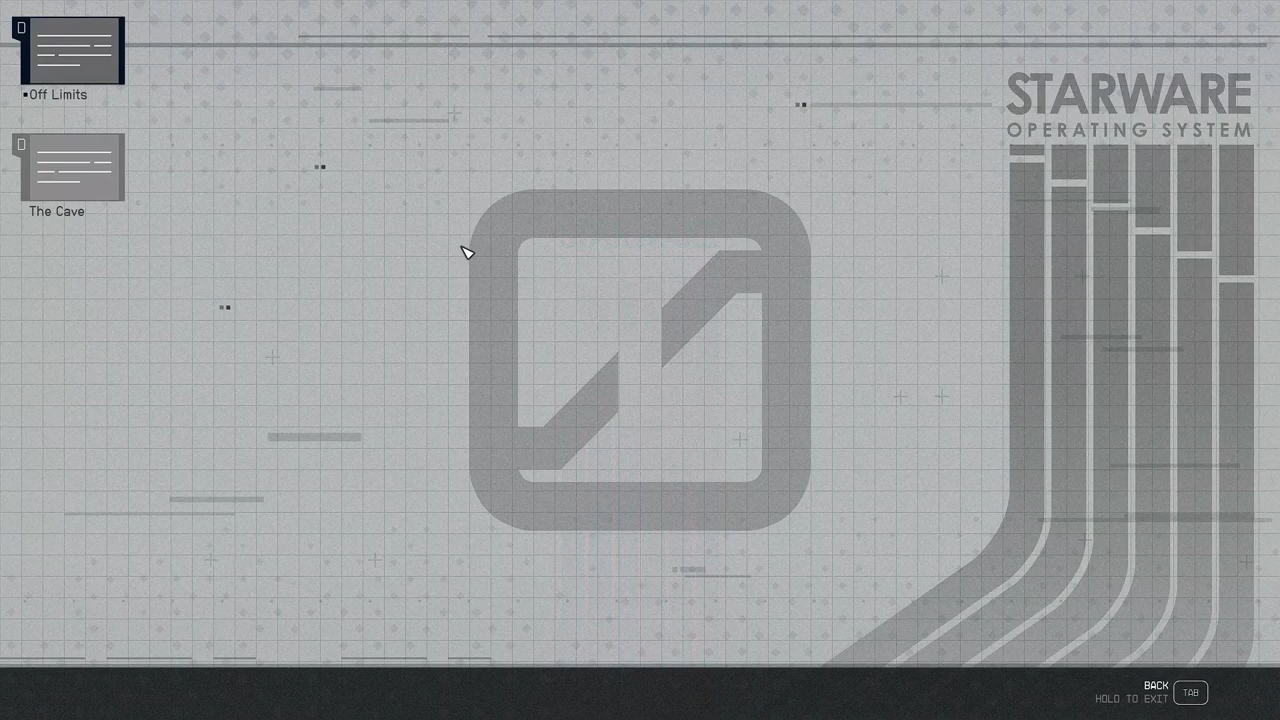 D
Off Limits
D
The Cave
STARWARE
OPERATING SYSTEM
BACK
HOLD TO EXIT
TAB